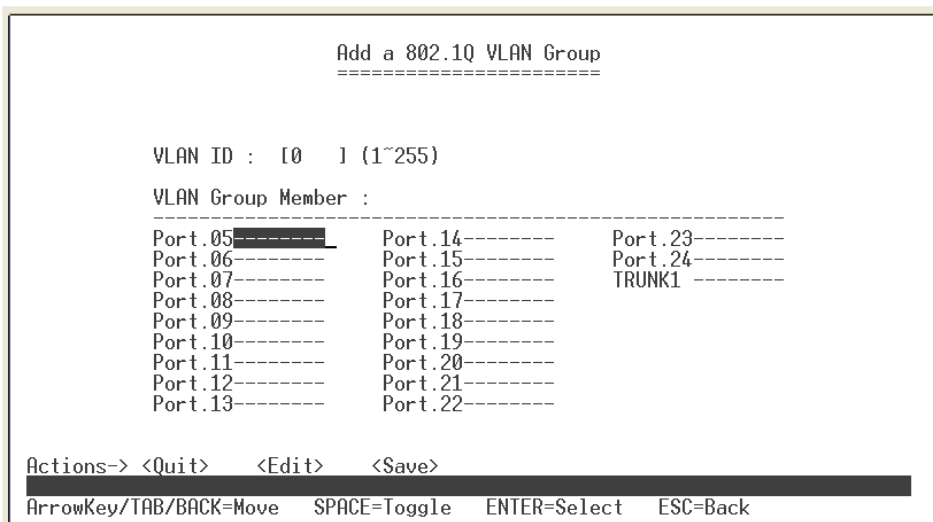 Add a 802.1Q VLAN Group
=======================
VLAN ID :  [0   ] (1~255)
VLAN Group Member :
-------------------------------------------------------
Port.05--------     Port.14--------     Port.23--------
Port.06--------     Port.15--------     Port.24--------
Port.07--------     Port.16--------     TRUNK1 --------
Port.08--------     Port.17--------
Port.09--------     Port.18--------
Port.10--------     Port.19--------
Port.11--------     Port.20--------
Port.12--------     Port.21--------
Port.13--------     Port.22--------
Actions-> <Quit>    <Edit>    <Save>
ArrowKey/TAB/BACK=Move   SPACE=Toggle   ENTER=Select   ESC=Back